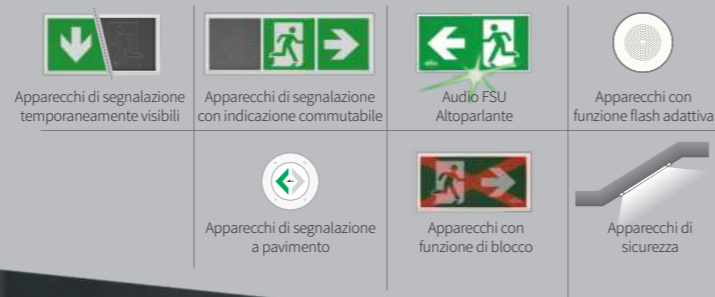 Apparecchi di segnalazione
temporaneamente visibili
Apparecchi di segnalazione
con indicazione commutabile
Audio FSU
Altoparlante
Apparecchi con
funzione flash adattiva
Apparecchi di segnalazione
a pavimento
Apparecchi con
funzione di blocco
Apparecchi di
sicurezza